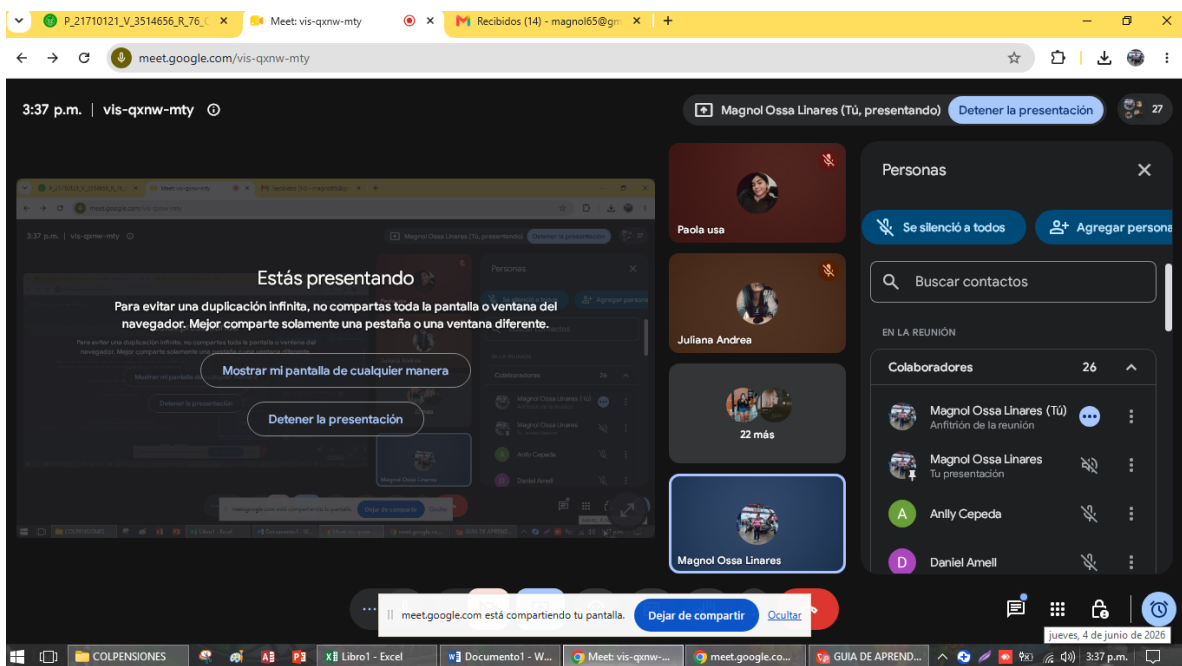 P_21710121_V_3514656_R_76_C
Meet: vis-qxnw-mty
Recibidos (14) - magnol65@gm
meet.google.com/vis-qxnw-mty
3:37 p.m. | vis-qxnw-mty
Magnol Ossa Linares (Tú, presentando)
Detener la presentación
27
Estás presentando
Para evitar una duplicación infinita, no compartas toda la pantalla o ventana del
navegador. Mejor comparte solamente una pestaña o una ventana diferente.
Mostrar mi pantalla de cualquier manera
Detener la presentación
Paola usa
Juliana Andrea
22 más
Magnol Ossa Linares
Personas
Se silenció a todos
Agregar persona
Buscar contactos
EN LA REUNIÓN
Colaboradores 26
Magnol Ossa Linares (Tú)
Anfitrión de la reunión
Magnol Ossa Linares
Tu presentación
A
Anlly Cepeda
D
Daniel Amell
meet.google.com está compartiendo tu pantalla.
Dejar de compartir
Ocultar
jueves, 4 de junio de 2026
COLPENSIONES
Libro1 - Excel
Documento1 - W...
Meet: vis-qxnw-...
meet.google.co...
GUIA DE APREND...
3:37 p.m.